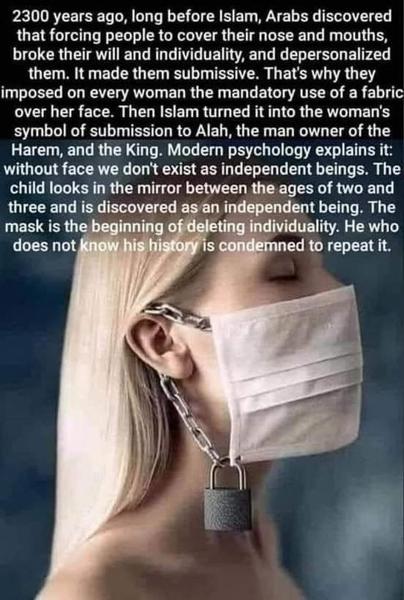 2300 years ago, long before Islam, Arabs discovered
that forcing people to cover their nose and mouths,
broke their will and individuality, and depersonalized
them. It made them submissive. That's why they
imposed on every woman the mandatory use of a fabric
over her face. Then Islam turned it into the woman's
symbol of submission to Alah, the man owner of the
Harem, and the King. Modern psychology explains it:
without face we don't exist as independent beings. The
child looks in the mirror between the ages of two and
three and is discovered as an independent being. The
mask is the beginning of deleting individuality. He who
does not know his history is condemned to repeat it.